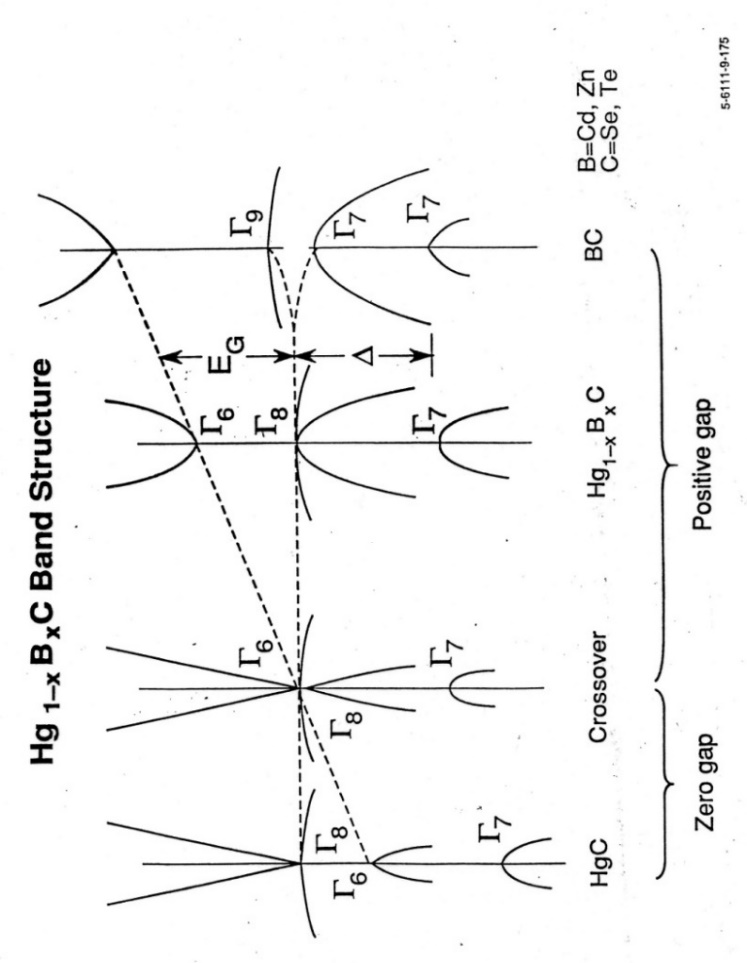 Hg₁₋ₓBₓC Band Structure
Γ₆
Γ₆
Γ₉
Γ₇
Γ₇
E_G
Δ
Γ₈
Γ₆
Γ₇
Γ₈
Γ₇
Γ₈
Γ₇
HgC
Crossover
Hg₁₋ₓBₓC
BC
B=Cd, Zn
C=Se, Te
Zero gap
Positive gap
5-6111-9-175